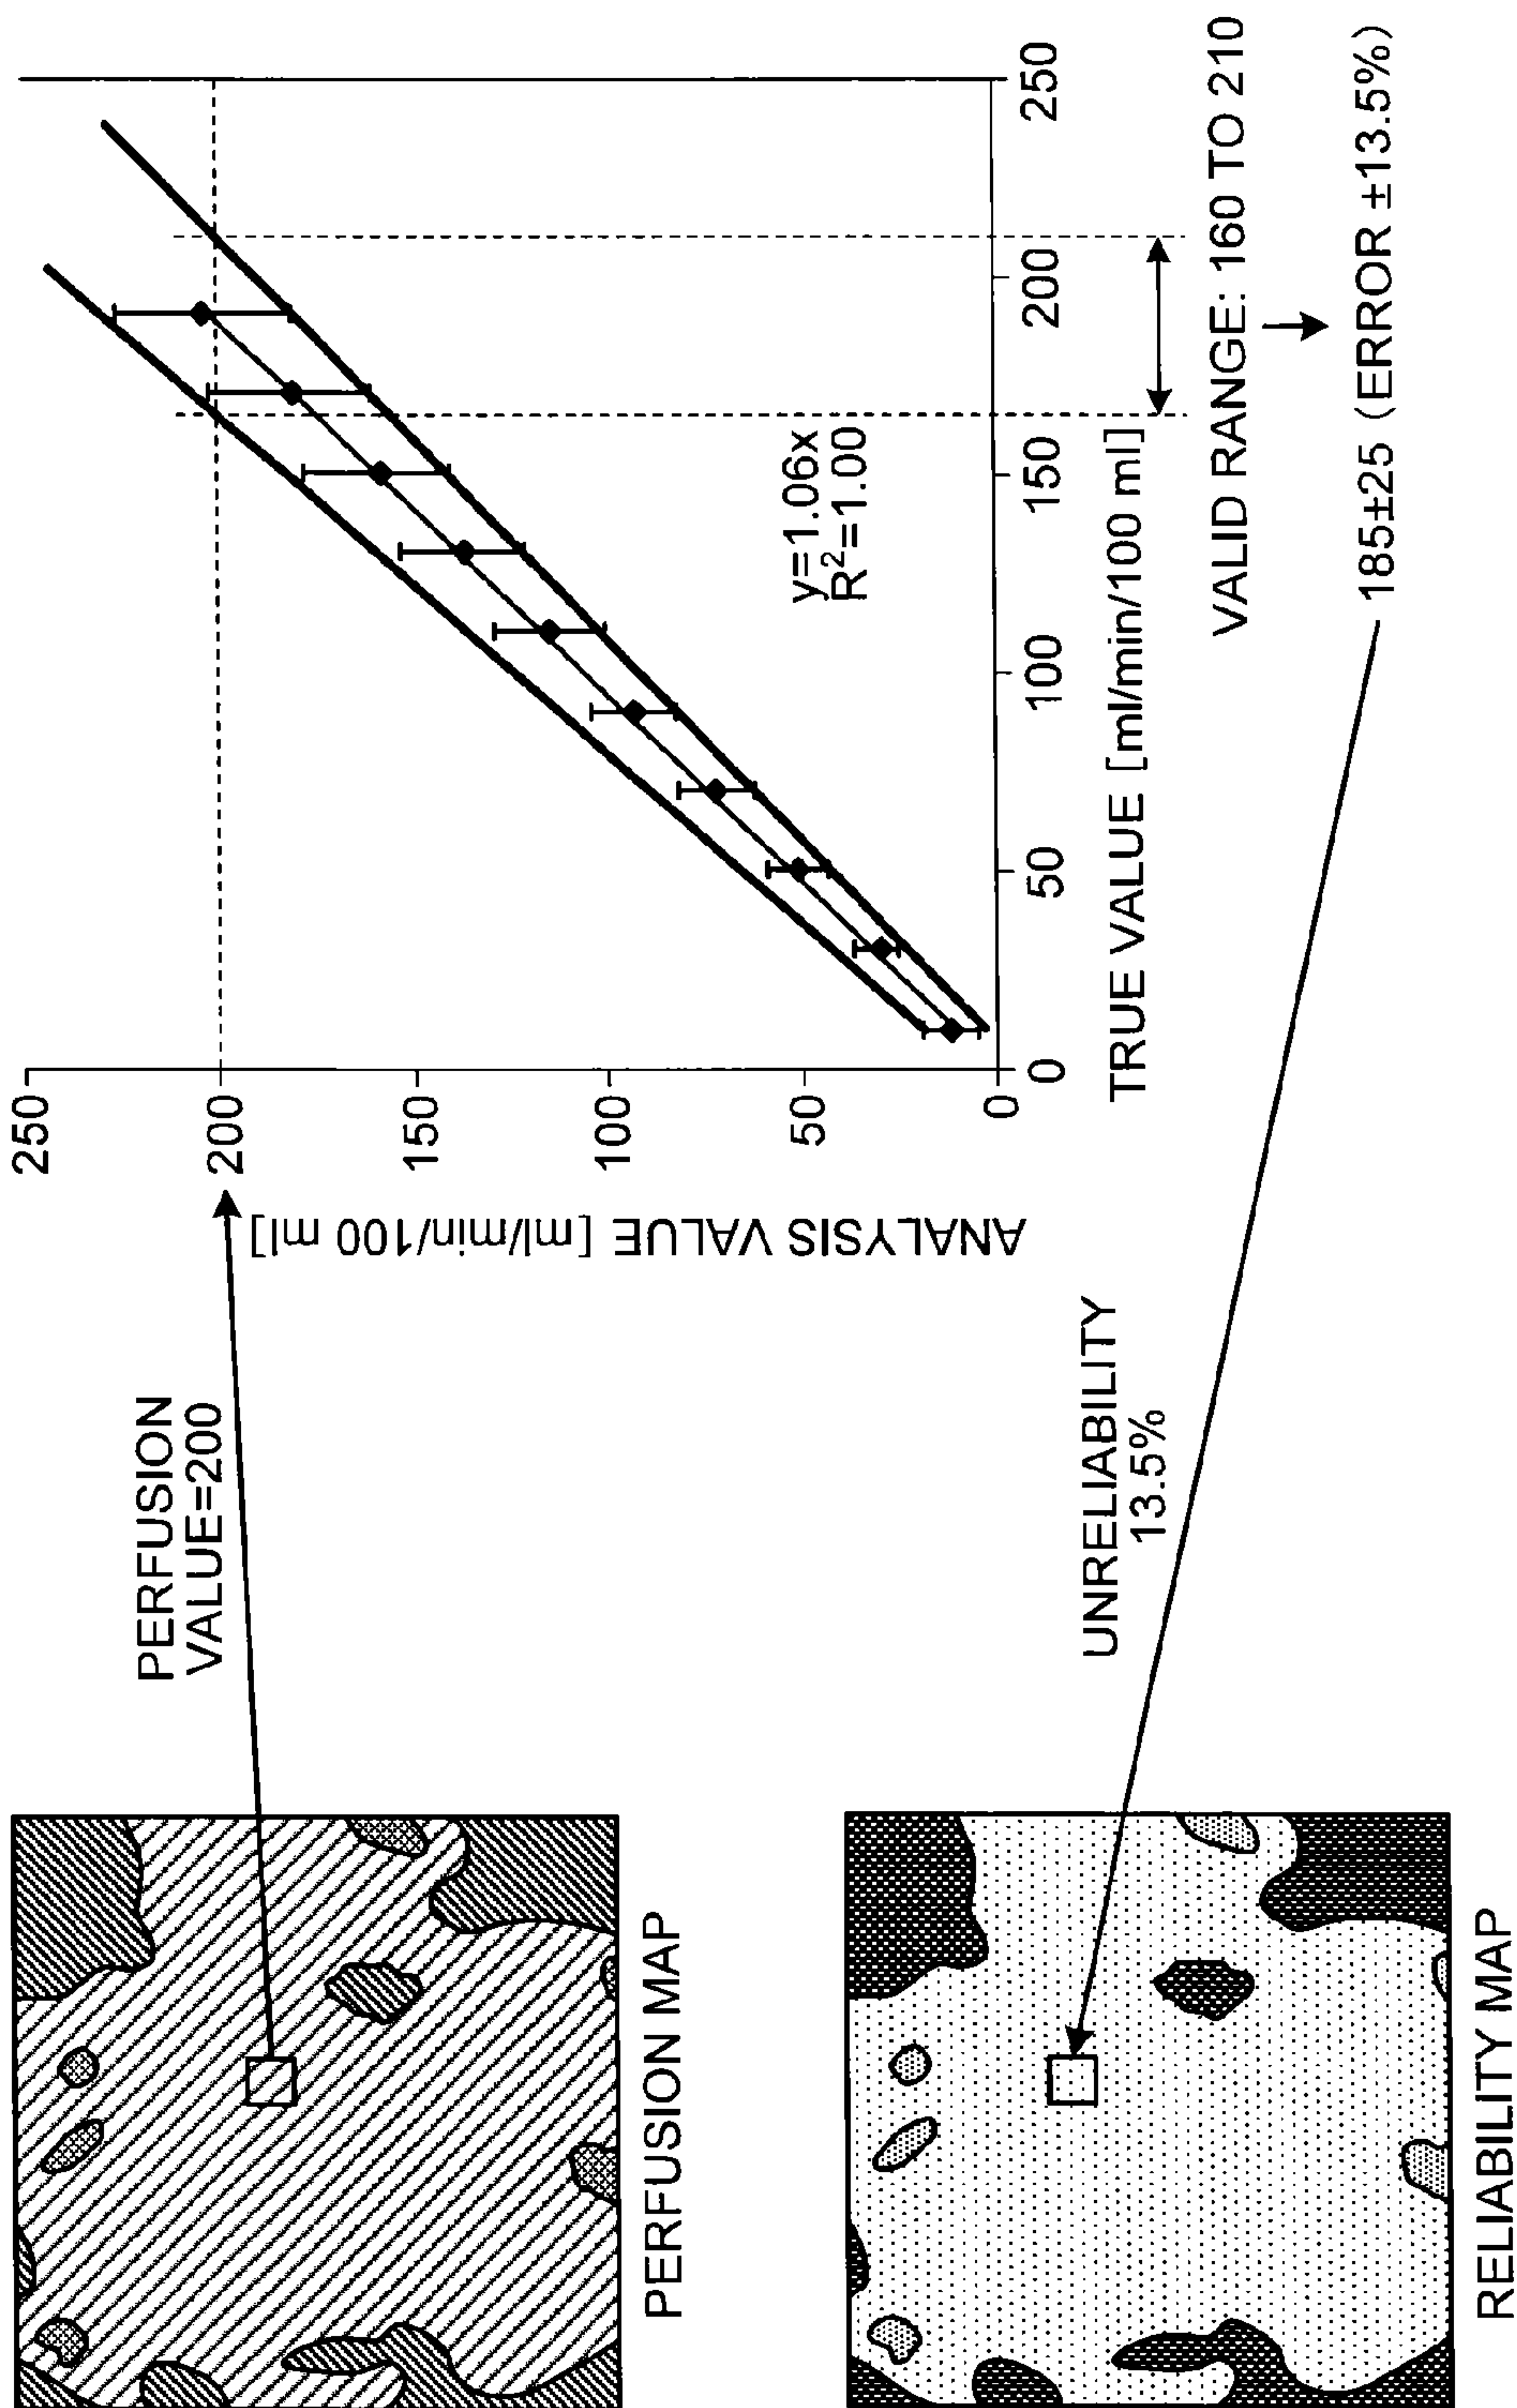 PERFUSION
VALUE=200
PERFUSION MAP
UNRELIABILITY
13.5%
RELIABILITY MAP
ANALYSIS VALUE [ml/min/100 ml]
250
200
150
100
50
0
0
50
100
150
200
250
y=1.06x
R²=1.00
TRUE VALUE [ml/min/100 ml]
VALID RANGE: 160 TO 210
185±25 (ERROR ±13.5%)